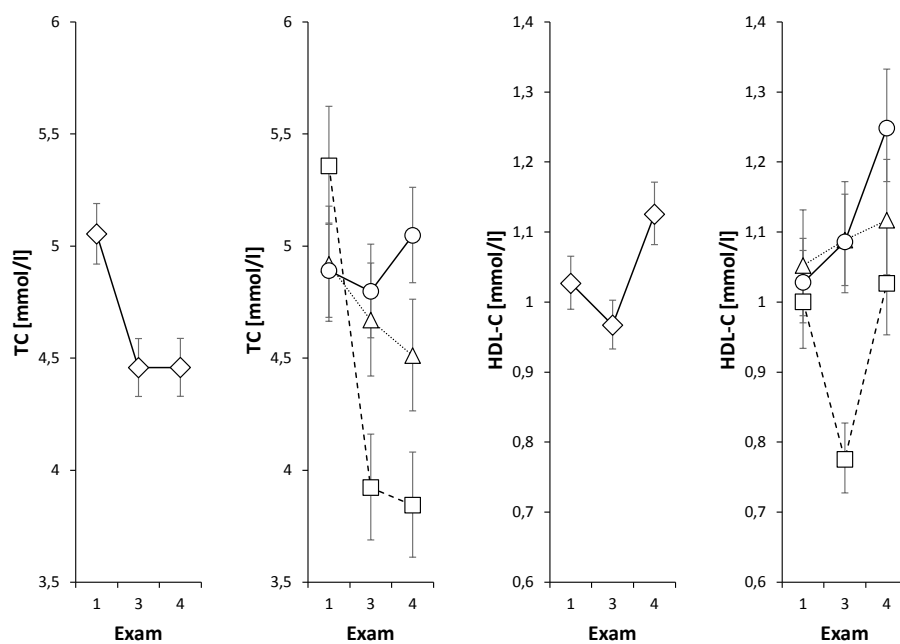 TC [mmol/l]
6
5,5
5
4,5
4
3,5
1 3 4
Exam
TC [mmol/l]
6
5,5
5
4,5
4
3,5
1 3 4
Exam
HDL-C [mmol/l]
1,4
1,3
1,2
1,1
1
0,9
0,8
0,7
0,6
1 3 4
Exam
HDL-C [mmol/l]
1,4
1,3
1,2
1,1
1
0,9
0,8
0,7
0,6
1 3 4
Exam